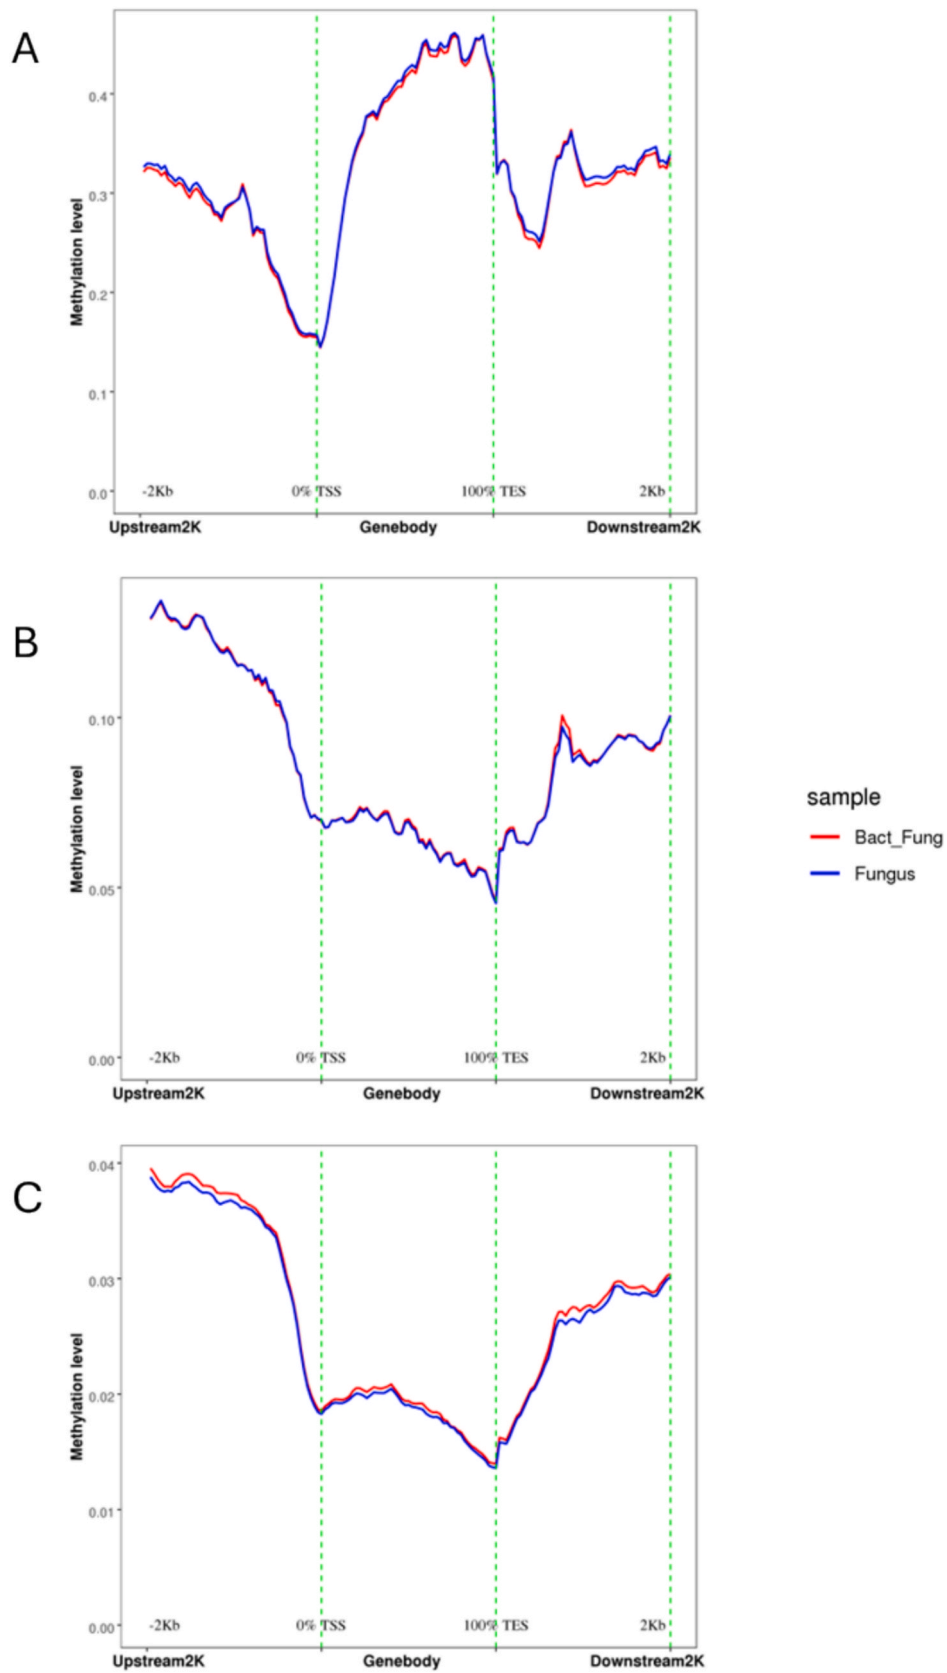 A
Methylation level
0.4
0.3
0.2
0.1
0.0
-2Kb 0% TSS 100% TES 2Kb
Upstream2K Genebody Downstream2K
B
Methylation level
0.10
0.05
0.00
-2Kb 0% TSS 100% TES 2Kb
Upstream2K Genebody Downstream2K
sample
Bact_Fung
Fungus
C
Methylation level
0.04
0.03
0.02
0.01
0.00
-2Kb 0% TSS 100% TES 2Kb
Upstream2K Genebody Downstream2K